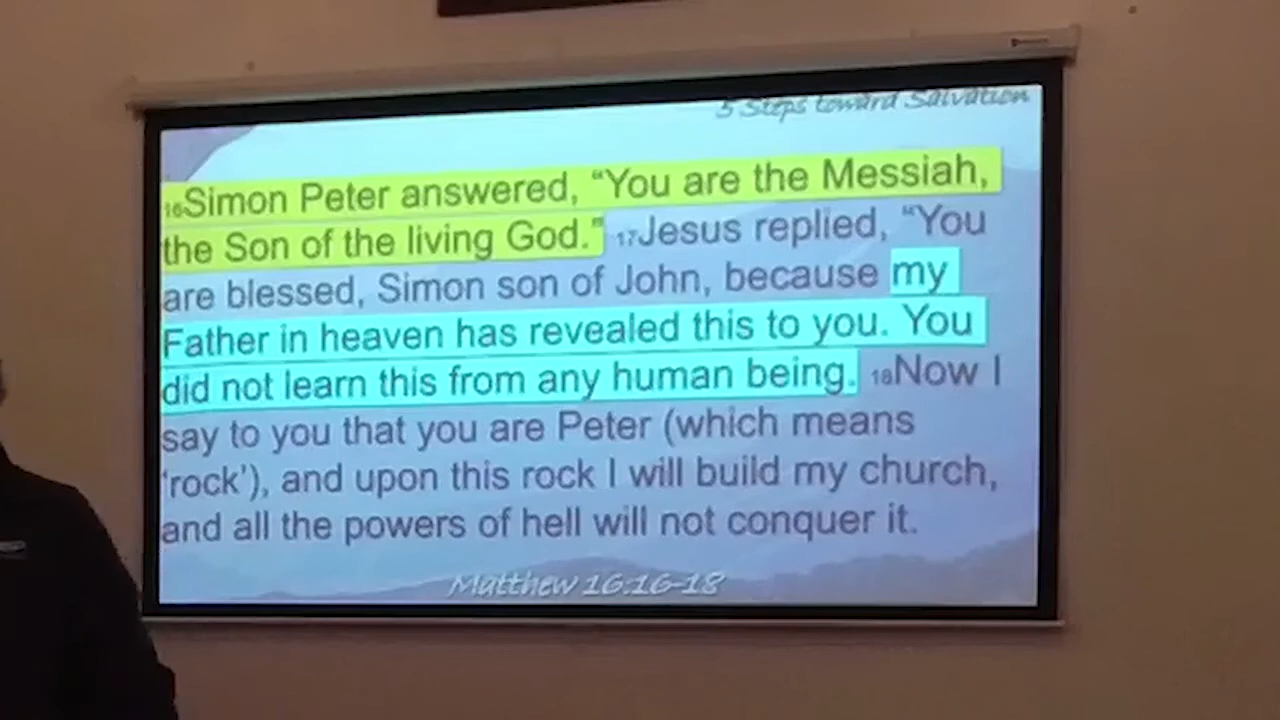 5 Steps toward Salvation
16Simon Peter answered, “You are the Messiah,
the Son of the living God.” 17Jesus replied, “You
are blessed, Simon son of John, because my
Father in heaven has revealed this to you. You
did not learn this from any human being. 18Now I
say to you that you are Peter (which means
‘rock’), and upon this rock I will build my church,
and all the powers of hell will not conquer it.
Matthew 16:16-18